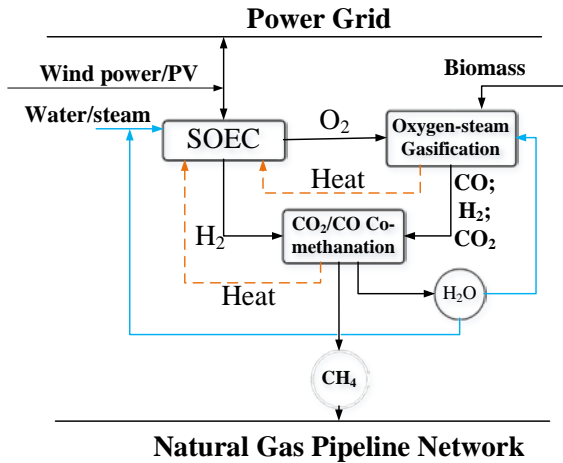 Power Grid
Wind power/PV
Biomass
Water/steam
SOEC
O₂
Oxygen-steam
Gasification
Heat
CO;
H₂;
CO₂
H₂
CO₂/CO Co-
methanation
Heat
H₂O
CH₄
Natural Gas Pipeline Network